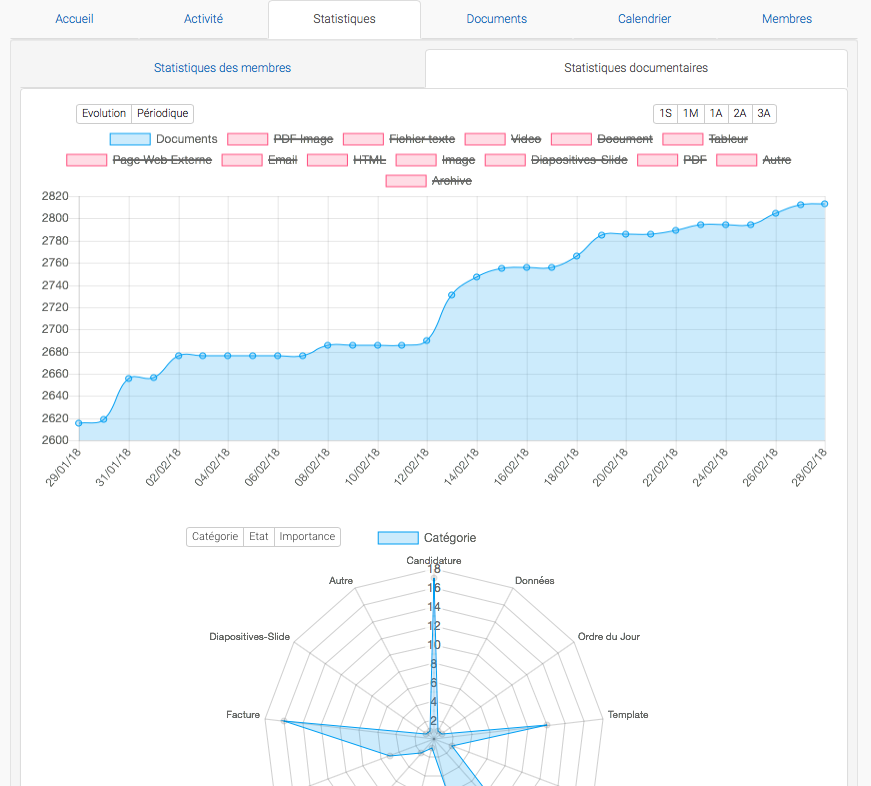 Accueil Activité Statistiques Documents Calendrier Membres
Statistiques des membres Statistiques documentaires
Evolution Périodique 1S 1M 1A 2A 3A
Documents PDF Image Fichier texte Video Document Tableur
Page Web Externe Email HTML Image Diapositives-Slide PDF Autre
Archive
2820
2800
2780
2760
2740
2720
2700
2680
2660
2640
2620
2600
29/01/18 31/01/18 02/02/18 04/02/18 06/02/18 08/02/18 10/02/18 12/02/18 14/02/18 16/02/18 18/02/18 20/02/18 22/02/18 24/02/18 26/02/18 28/02/18
Catégorie Etat Importance Catégorie
Candidature
18
Autre 16 Données
14
12
Diapositives-Slide 10 Ordre du Jour
8
6
4
Facture 2 Template